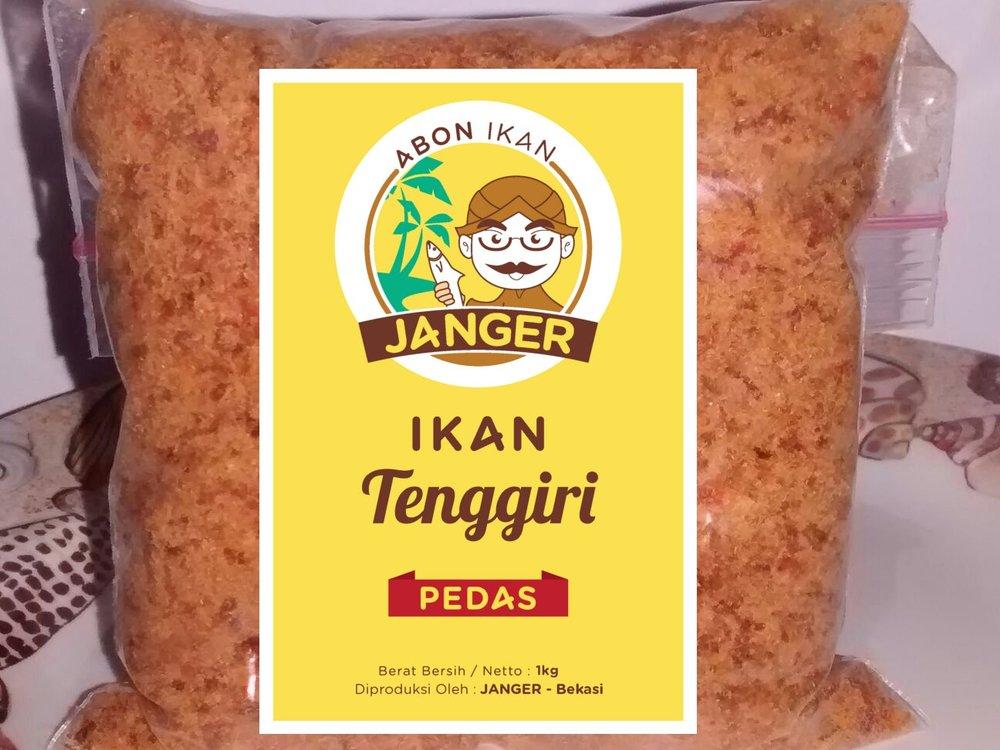 ABON IKAN
JANGER
IKAN
Tenggiri
PEDAS
Berat Bersih / Netto : 1kg
Diproduksi Oleh : JANGER - Bekasi